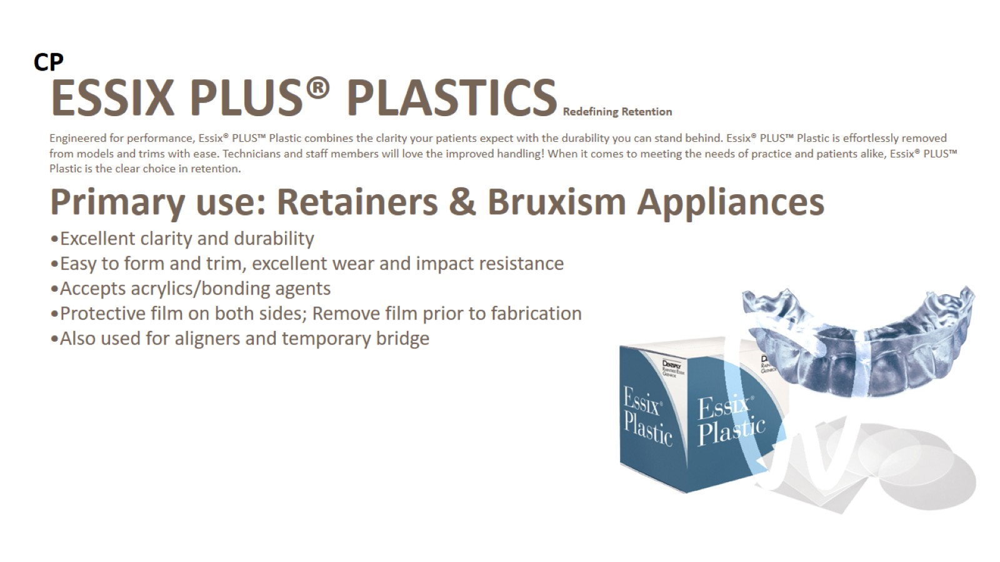 CP
ESSIX PLUS® PLASTICS Redefining Retention
Engineered for performance, Essix® PLUS™ Plastic combines the clarity your patients expect with the durability you can stand behind. Essix® PLUS™ Plastic is effortlessly removed
from models and trims with ease. Technicians and staff members will love the improved handling! When it comes to meeting the needs of practice and patients alike, Essix® PLUS™
Plastic is the clear choice in retention.
Primary use: Retainers & Bruxism Appliances
•Excellent clarity and durability
•Easy to form and trim, excellent wear and impact resistance
•Accepts acrylics/bonding agents
•Protective film on both sides; Remove film prior to fabrication
•Also used for aligners and temporary bridge
DENTSPLY
RAINTREE ESSIX
GLENROE
Essix®
Plastic
GLENROE
Essix®
Plastic